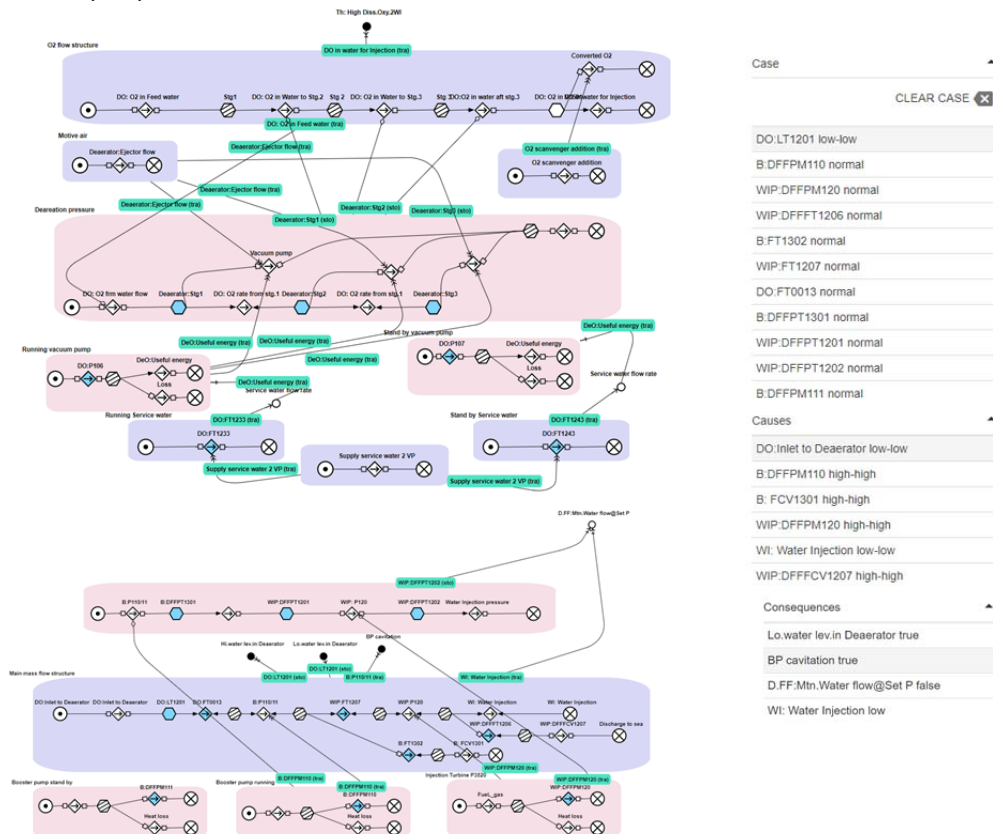 Th: High Diss.Oxy.2WI
DO in water for Injection (tra)
O2 flow structure
Converted O2
DO: O2 in Feed water
Stg1
DO: O2 in Water to Stg.2
Stg 2
DO: O2 in Water to Stg.3
DO: O2 in water aft stg.3
DO: O2 in
water for Injection
DO: O2 in Feed water (tra)
Motive air
Deaerator:Ejector flow (tra)
Deaerator:Ejector flow
O2 scanvenger addition (tra)
O2 scavenger addition
Deaerator:Ejector flow (tra)
Deaerator:Ejector flow (tra)
Deaerator:Stg1 (sto)
Deaerator:Stg2 (sto)
Deaerator:Stg3 (sto)
Deareation pressure
Vacuum pump
DO: O2 frm water flow
Deaerator:Stg1
DO: O2 rate from stg.1
Deaerator:Stg2
DO: O2 rate from stg.1
Deaerator:Stg3
DeO:Useful energy (tra)
DeO:Useful energy (tra)
DeO:Useful energy (tra)
Stand by vacuum pump
DeO:Useful energy (tra)
Running vacuum pump
DO:P106
DeO:Useful energy
Loss
DeO:Useful energy (tra)
Service water flow rate
DO:P107
DeO:Useful energy
Loss
Service water flow rate
Running Service water
DO:FT1233 (tra)
DO:FT1233
Stand by Service water
DO:FT1243 (tra)
DO:FT1243
Supply service water 2 VP
Supply service water 2 VP (tra)
Supply service water 2 VP (tra)
D.FF:Mtn.Water flow@Set P
WIP:DFFPT1202 (sto)
B:P110/11
B:DFFPT1301
WIP:DFFPT1201
WIP: P120
WIP:DFFPT1202
Water Injection pressure
Hi.water lev.in Deaerator
Lo.water lev.in Deaerator
BP cavitation
DO:LT1201 (sto)
DO:LT1201 (sto)
B:P110/11 (tra)
WI: Water Injection (tra)
Main mass flow structure
DO:Inlet to Deaerator
DO:Inlet to Deaerator
DO:LT1201
DO:FT0013
B:P110/11
WIP:FT1207
WIP:P120
WI: Water Injection
WI: Water Injection
WIP:DFFFT1206
WIP:DFFFCV1207
Discharge to sea
B:FT1302
B: FCV1301
B:DFFPM110 (tra)
B:DFFPM110 (tra)
WIP:DFFPM120 (tra)
WIP:DFFPM120 (tra)
Booster pump stand by
B:DFFPM111
Heat loss
Booster pump running
B:DFFPM110
Heat loss
Injection Turbine P3520
Fuel_gas
WIP:DFFPM120
Heat loss
Case
CLEAR CASE
DO:LT1201 low-low
B:DFFPM110 normal
WIP:DFFPM120 normal
WIP:DFFFT1206 normal
B:FT1302 normal
WIP:FT1207 normal
DO:FT0013 normal
B:DFFPT1301 normal
WIP:DFFPT1201 normal
WIP:DFFPT1202 normal
B:DFFPM111 normal
Causes
DO:Inlet to Deaerator low-low
B:DFFPM110 high-high
B: FCV1301 high-high
WIP:DFFPM120 high-high
WI: Water Injection low-low
WIP:DFFFCV1207 high-high
Consequences
Lo.water lev.in Deaerator true
BP cavitation true
D.FF:Mtn.Water flow@Set P false
WI: Water Injection low